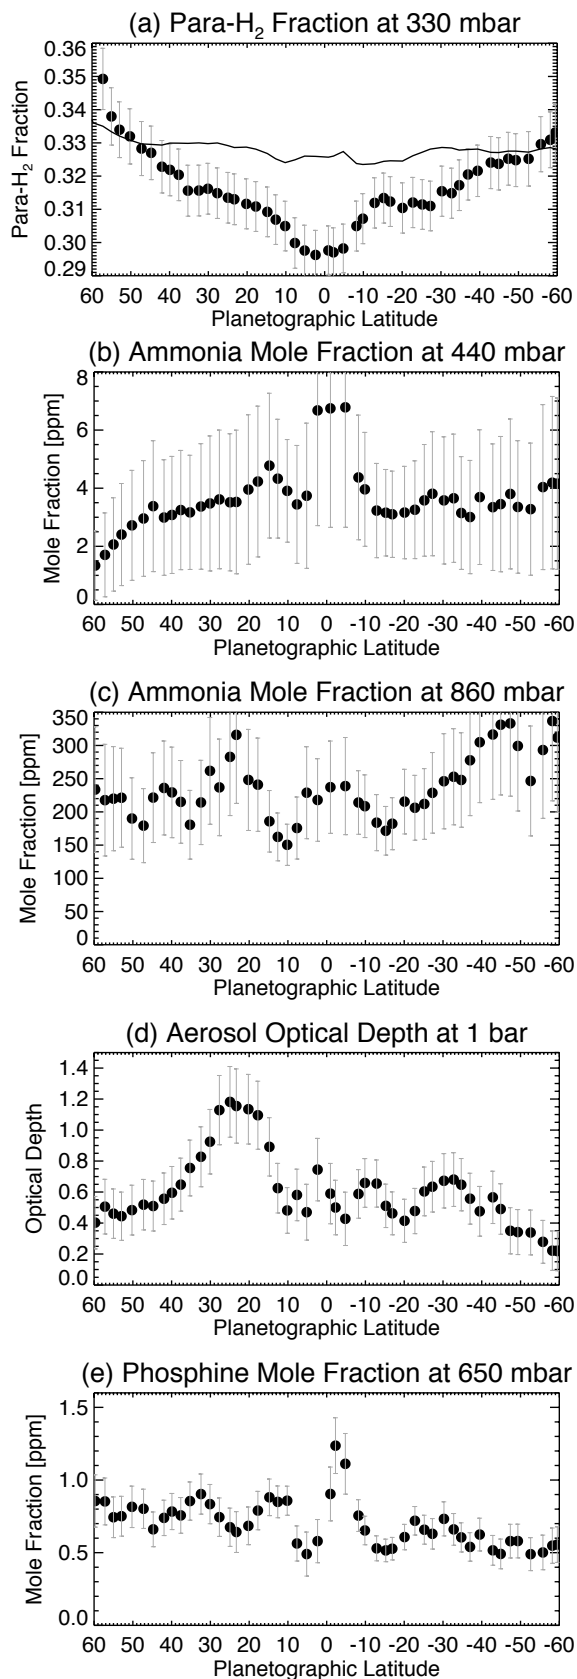 (a) Para-H₂ Fraction at 330 mbar
0.36
0.35
0.34
0.33
0.32
0.31
0.30
0.29
Para-H₂ Fraction
60 50 40 30 20 10 0 -10 -20 -30 -40 -50 -60
Planetographic Latitude
(b) Ammonia Mole Fraction at 440 mbar
8
6
4
2
0
Mole Fraction [ppm]
60 50 40 30 20 10 0 -10 -20 -30 -40 -50 -60
Planetographic Latitude
(c) Ammonia Mole Fraction at 860 mbar
350
300
250
200
150
100
50
0
Mole Fraction [ppm]
60 50 40 30 20 10 0 -10 -20 -30 -40 -50 -60
Planetographic Latitude
(d) Aerosol Optical Depth at 1 bar
1.4
1.2
1.0
0.8
0.6
0.4
0.2
0.0
Optical Depth
60 50 40 30 20 10 0 -10 -20 -30 -40 -50 -60
Planetographic Latitude
(e) Phosphine Mole Fraction at 650 mbar
1.5
1.0
0.5
0.0
Mole Fraction [ppm]
60 50 40 30 20 10 0 -10 -20 -30 -40 -50 -60
Planetographic Latitude